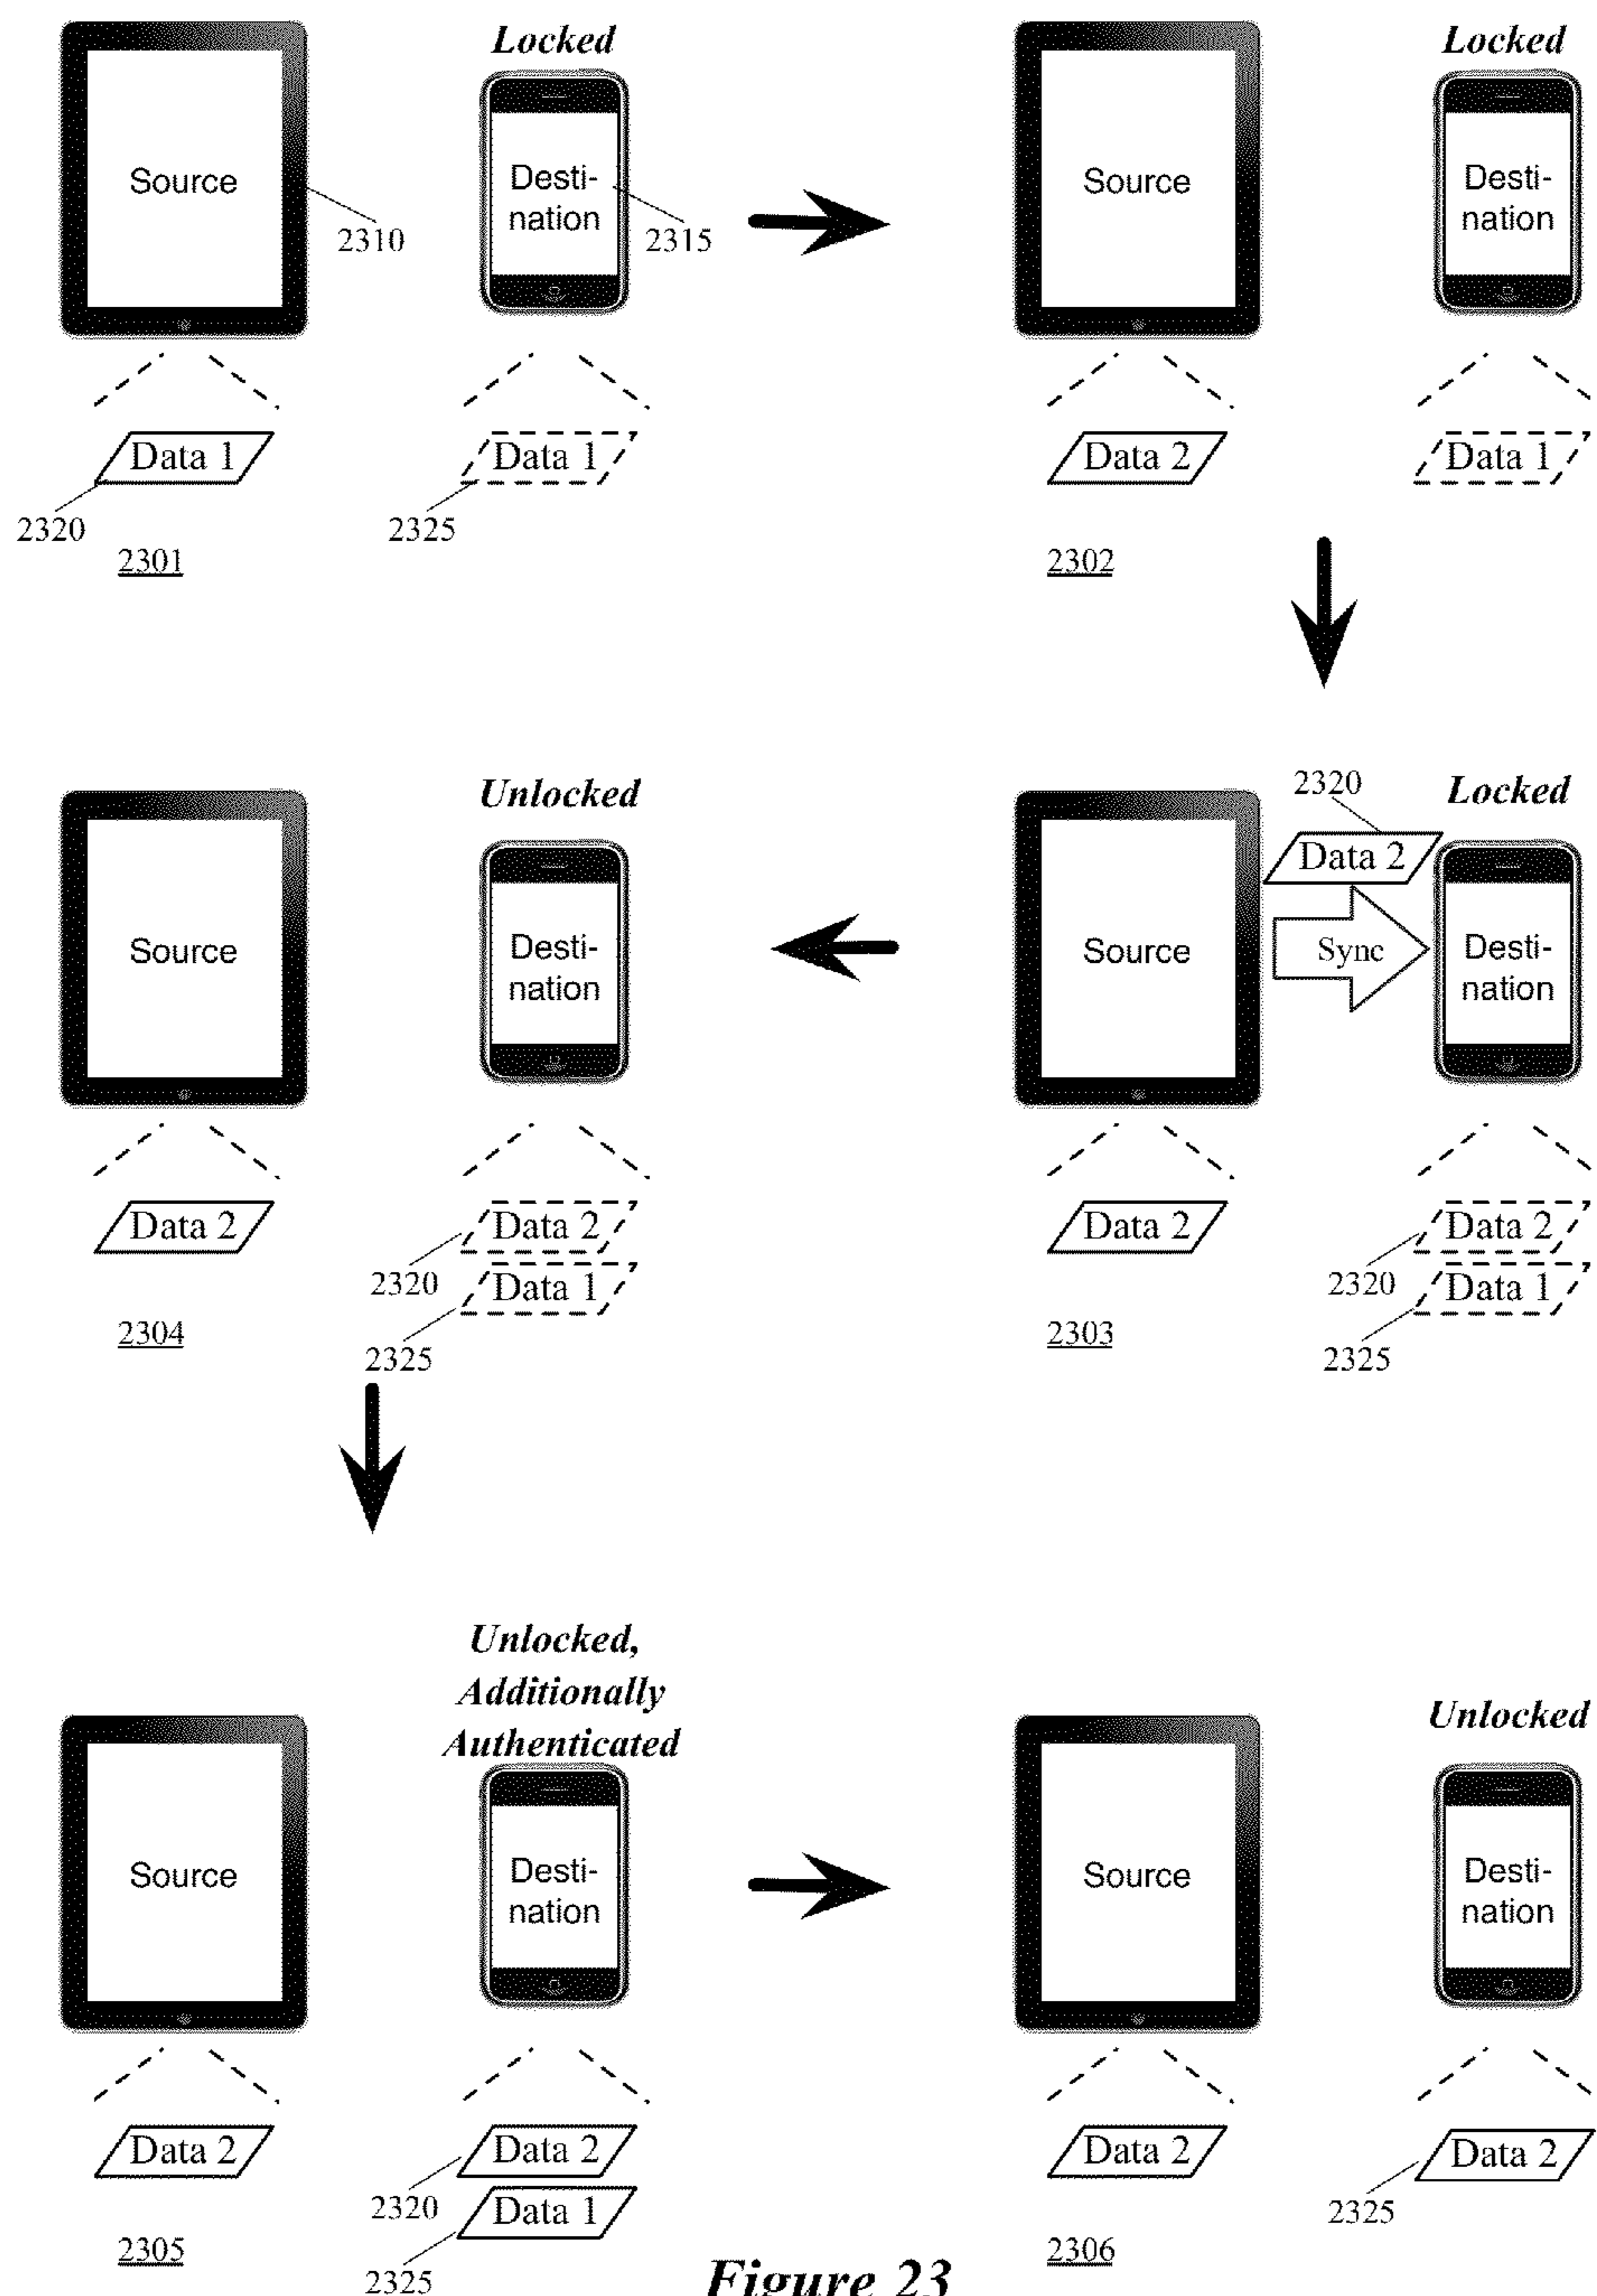 Locked
Source
Desti-
nation
2310
2315
Data 1
Data 1
2320
2325
2301
Locked
Source
Desti-
nation
Data 2
Data 1
2302
2320
Locked
Data 2
Source
Sync
Desti-
nation
Data 2
Data 2
2320
Data 1
2303
2325
Unlocked
Source
Desti-
nation
Data 2
Data 2
2320
Data 1
2304
2325
Unlocked,
Additionally
Authenticated
Source
Desti-
nation
Data 2
Data 2
2320
Data 1
2305
2325
Unlocked
Source
Desti-
nation
Data 2
Data 2
2325
2306
Figure 23